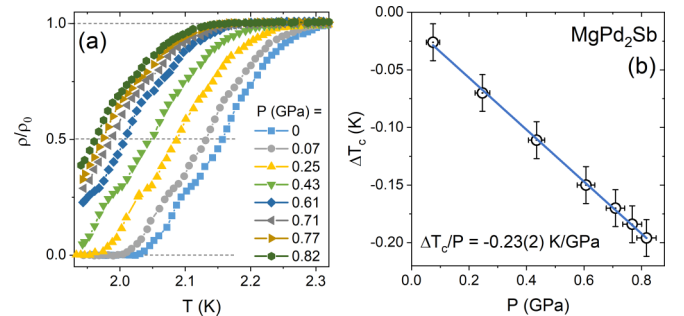 (a)
1.0
0.5
0.0
ρ/ρ₀
P (GPa) =
0
0.07
0.25
0.43
0.61
0.71
0.77
0.82
2.0
2.1
2.2
2.3
T (K)
MgPd₂Sb
(b)
-0.00
-0.05
-0.10
-0.15
-0.20
ΔT꜀ (K)
ΔT꜀/P = -0.23(2) K/GPa
0.0
0.2
0.4
0.6
0.8
P (GPa)